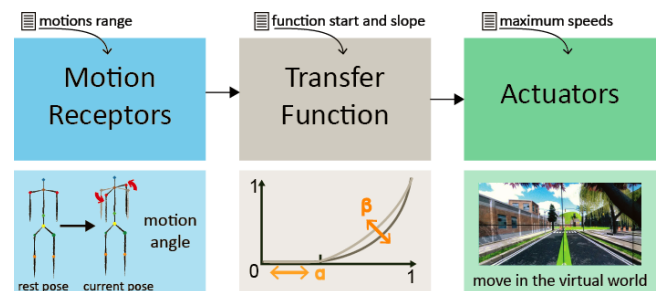 motions range
function start and slope
maximum speeds
Motion
Receptors
Transfer
Function
Actuators
motion
angle
rest pose
current pose
1
β
0
α
1
move in the virtual world